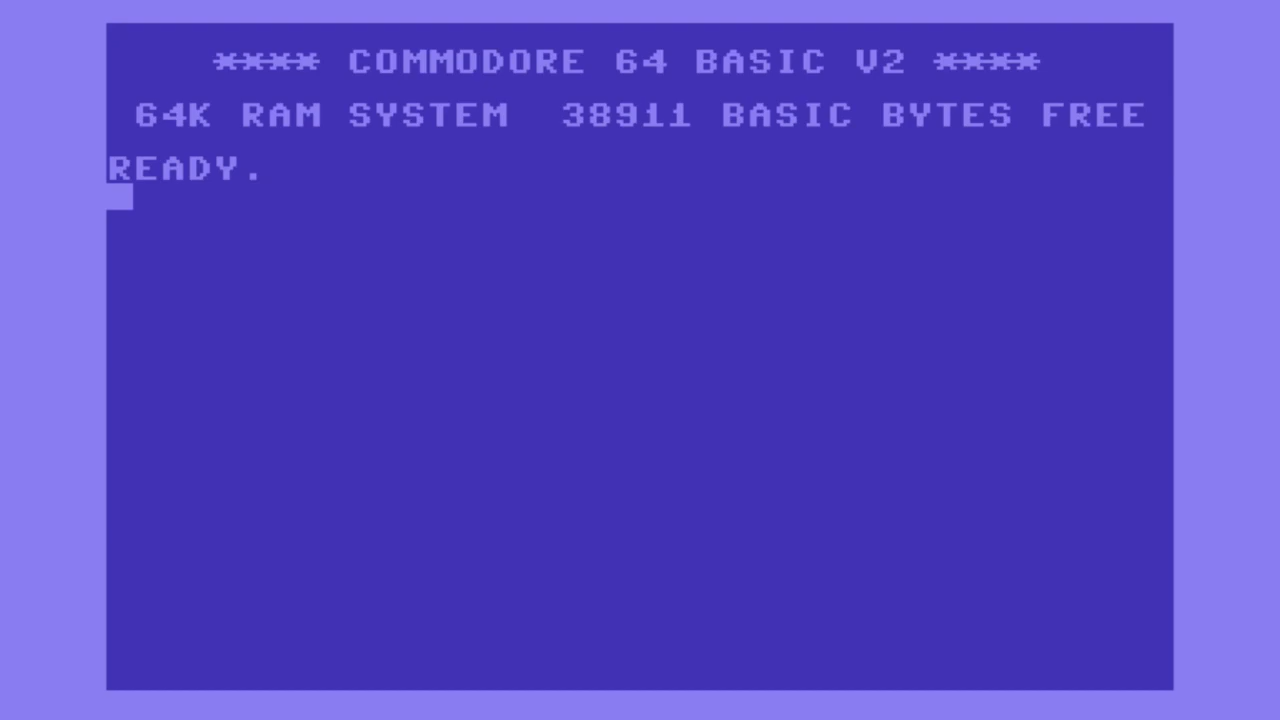 **** COMMODORE 64 BASIC V2 ****
64K RAM SYSTEM  38911 BASIC BYTES FREE
READY.